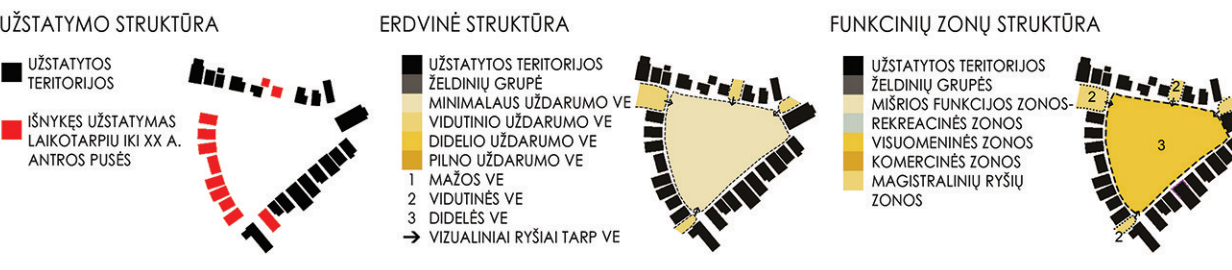 UŽSTATYMO STRUKTŪRA
UŽSTATYTOS
TERITORIJOS
IŠNYKĘS UŽSTATYMAS
LAIKOTARPIU IKI XX A.
ANTROS PUSĖS
ERDVINĖ STRUKTŪRA
UŽSTATYTOS TERITORIJOS
ŽELDINIŲ GRUPĖ
MINIMALAUS UŽDARUMO VE
VIDUTINIO UŽDARUMO VE
DIDELIO UŽDARUMO VE
PILNO UŽDARUMO VE
1 MAŽOS VE
2 VIDUTINĖS VE
3 DIDELĖS VE
→ VIZUALINIAI RYŠIAI TARP VE
FUNKCINIŲ ZONŲ STRUKTŪRA
UŽSTATYTOS TERITORIJOS
ŽELDINIŲ GRUPĖS
MIŠRIOS FUNKCIJOS ZONOS-
REKREACINĖS ZONOS
VISUOMENINĖS ZONOS
KOMERCINĖS ZONOS
MAGISTRALINIŲ RYŠIŲ
ZONOS
2
2
3
2